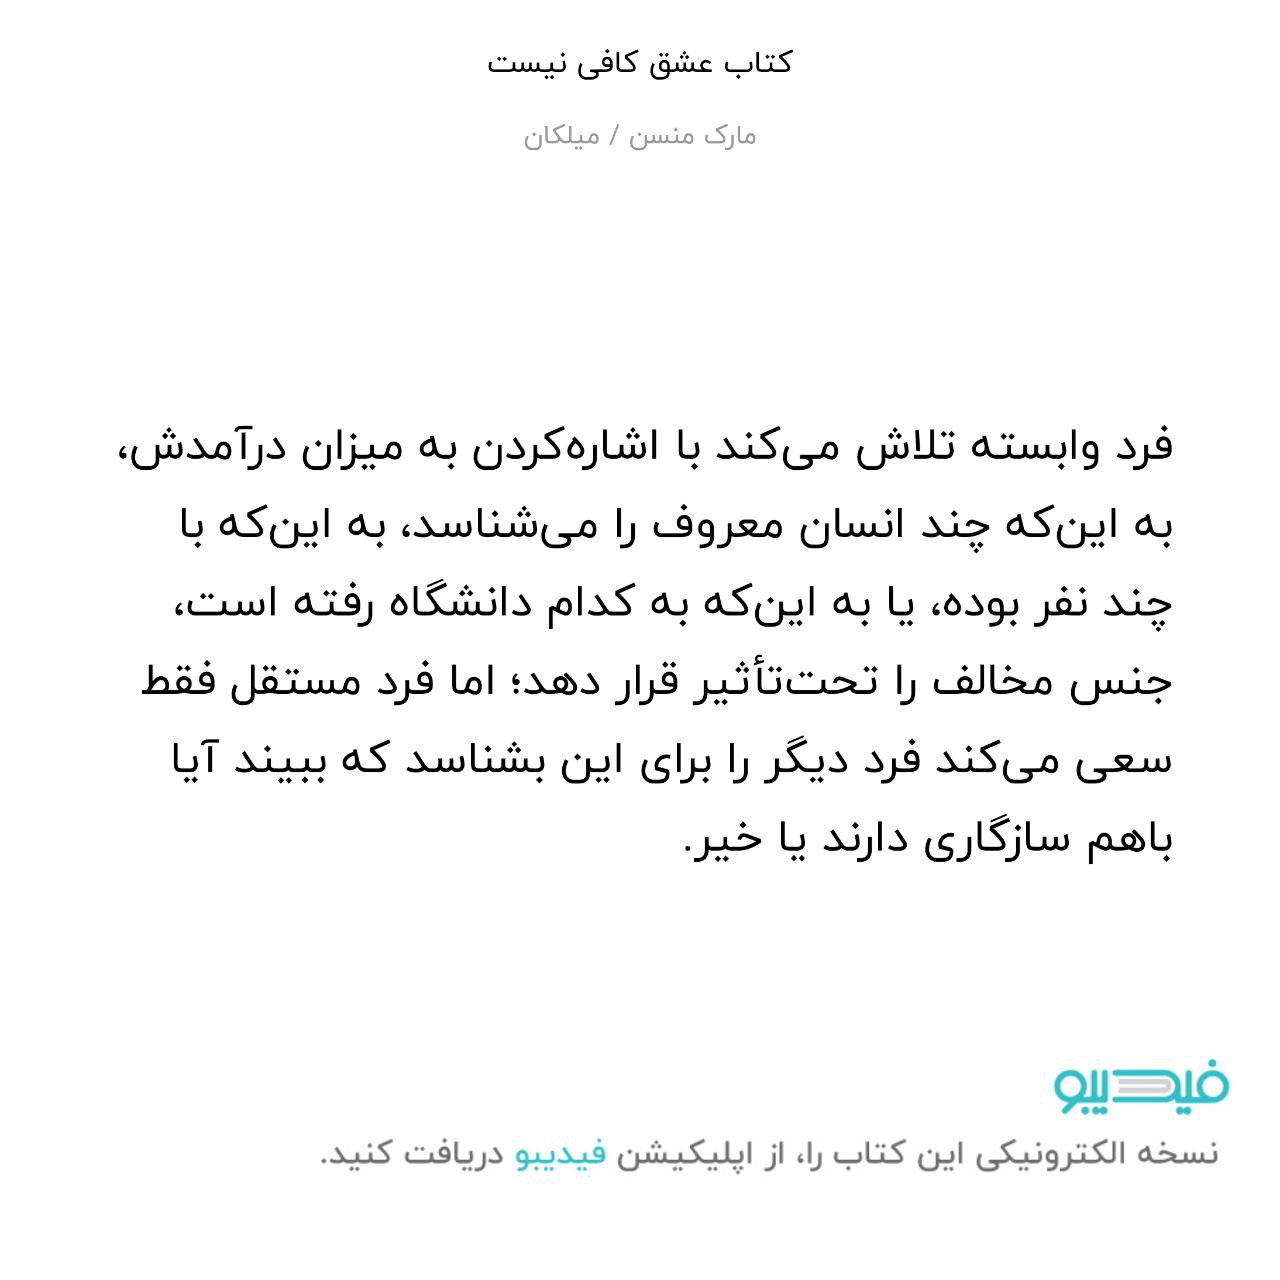 کتاب عشق کافی نیست
مارک منسن / میلکان
فرد وابسته تلاش می‌کند با اشاره‌کردن به میزان درآمدش،
به این‌که چند انسان معروف را می‌شناسد، به این‌که با
چند نفر بوده، یا به این‌که به کدام دانشگاه رفته است،
جنس مخالف را تحت‌تأثیر قرار دهد؛ اما فرد مستقل فقط
سعی می‌کند فرد دیگر را برای این بشناسد که ببیند آیا
باهم سازگاری دارند یا خیر.
فیدیبو
نسخه الکترونیکی این کتاب را، از اپلیکیشن فیدیبو دریافت کنید.